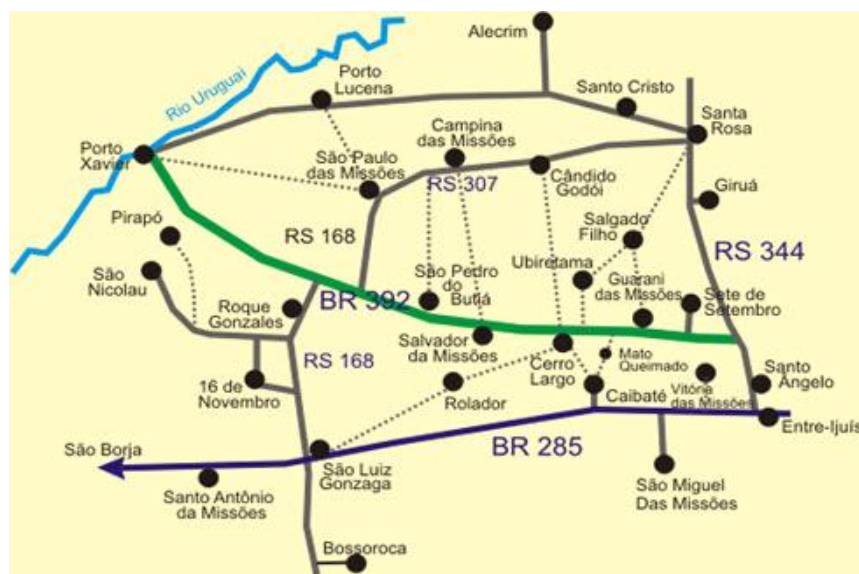 Alecrim
Rio Uruguai
Porto
Lucena
Santo Cristo
Santa
Rosa
Porto
Xavier
Campina
das Missões
São Paulo
das Missões
RS 307
Cândido
Godói
Giruá
Pirapó
RS 168
Salgado
Filho
RS 344
São
Nicolau
Ubiretama
São Pedro
do
Butiá
Guarani
das Missões
Roque
Gonzales
BR 392
Sete de
Setembro
Salvador
da Missões
Cerro
Largo
Mato
Queimado
RS 168
16 de
Novembro
Rolador
Caibaté
Vitória
das Missões
Santo
Ângelo
Entre-Ijuís
São Borja
BR 285
São Luiz
Gonzaga
Santo Antônio
da Missões
São Miguel
Das Missões
Bossoroca